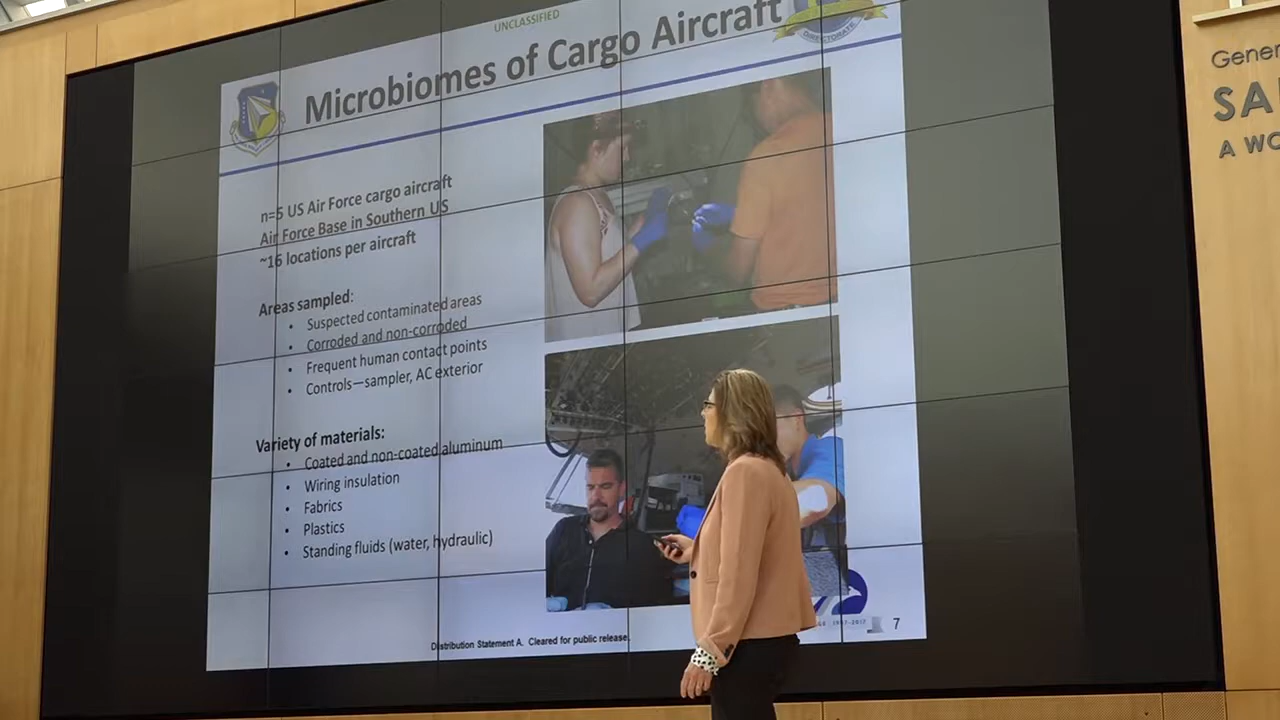 UNCLASSIFIED
Microbiomes of Cargo Aircraft
DIRECTORATE
n=5 US Air Force cargo aircraft
Air Force Base in Southern US
~16 locations per aircraft
Areas sampled:
• Suspected contaminated areas
• Corroded and non-corroded
• Frequent human contact points
• Controls—sampler, AC exterior
Variety of materials:
• Coated and non-coated aluminum
• Wiring insulation
• Fabrics
• Plastics
• Standing fluids (water, hydraulic)
Distribution Statement A. Cleared for public release.
7
Gener
SA
A WO